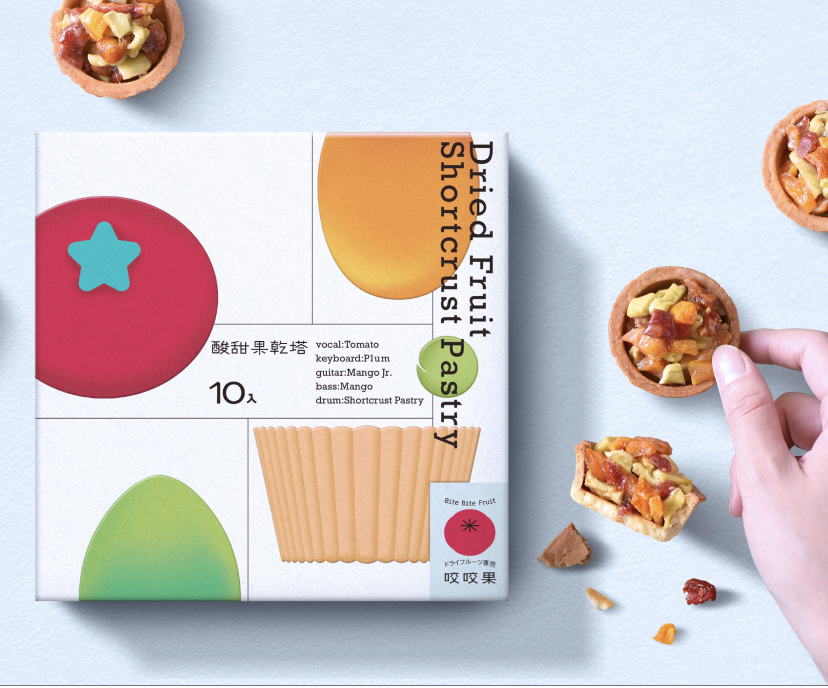 Dried Fruit
Shortcrust Pastry
酸甜果乾塔
10入
vocal:Tomato
keyboard:Plum
guitar:Mango Jr.
bass:Mango
drum:Shortcrust Pastry
Bite Bite Fruit
ドライフルーツ専売
咬咬果